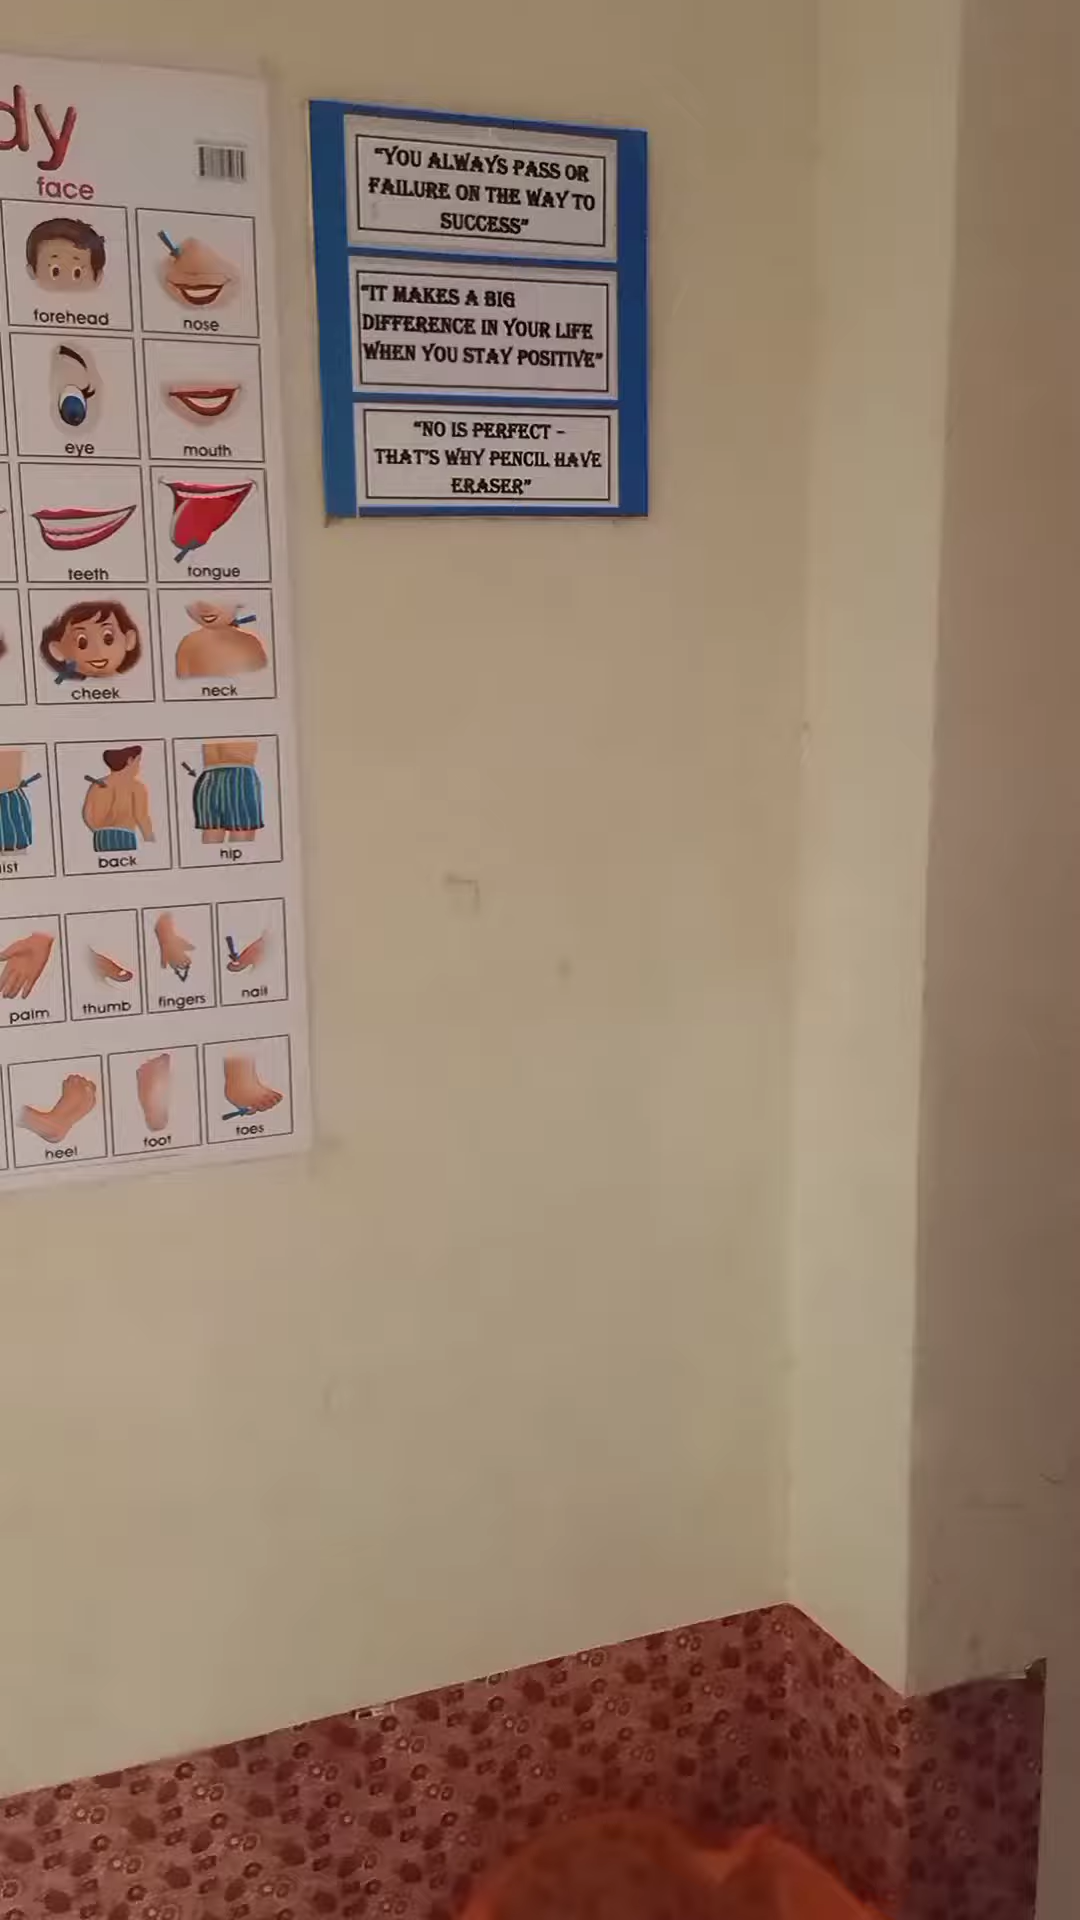 dy
face
forehead
nose
eye
mouth
teeth
tongue
cheek
neck
back
hip
palm
thumb
fingers
nail
heel
foot
toes
"YOU ALWAYS PASS OR
FAILURE ON THE WAY TO
SUCCESS"
"IT MAKES A BIG
DIFFERENCE IN YOUR LIFE
WHEN YOU STAY POSITIVE"
"NO IS PERFECT –
THAT'S WHY PENCIL HAVE
ERASER"